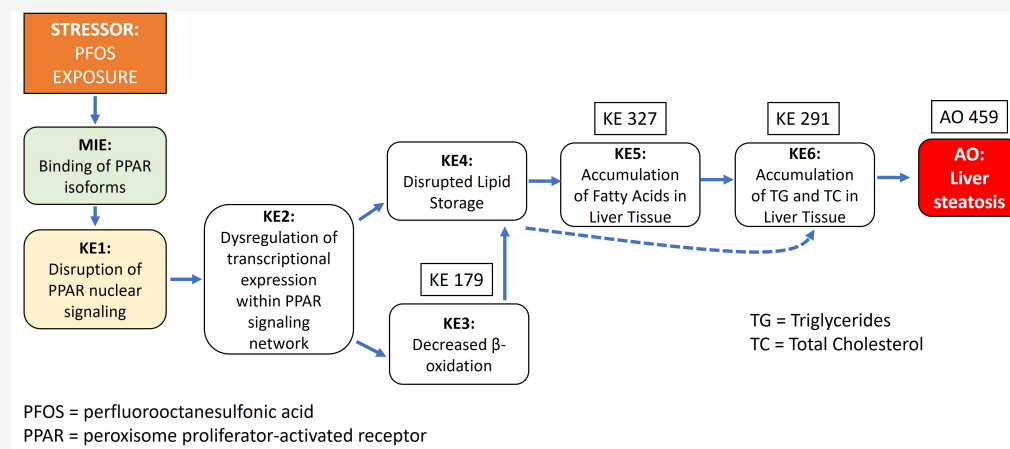 STRESSOR:
PFOS
EXPOSURE
MIE:
Binding of PPAR
isoforms
KE1:
Disruption of
PPAR nuclear
signaling
KE2:
Dysregulation of
transcriptional
expression
within PPAR
signaling
network
KE 179
KE3:
Decreased β-
oxidation
KE4:
Disrupted Lipid
Storage
KE 327
KE5:
Accumulation
of Fatty Acids in
Liver Tissue
KE 291
KE6:
Accumulation
of TG and TC in
Liver Tissue
AO 459
AO:
Liver
steatosis
TG = Triglycerides
TC = Total Cholesterol
PFOS = perfluorooctanesulfonic acid
PPAR = peroxisome proliferator-activated receptor